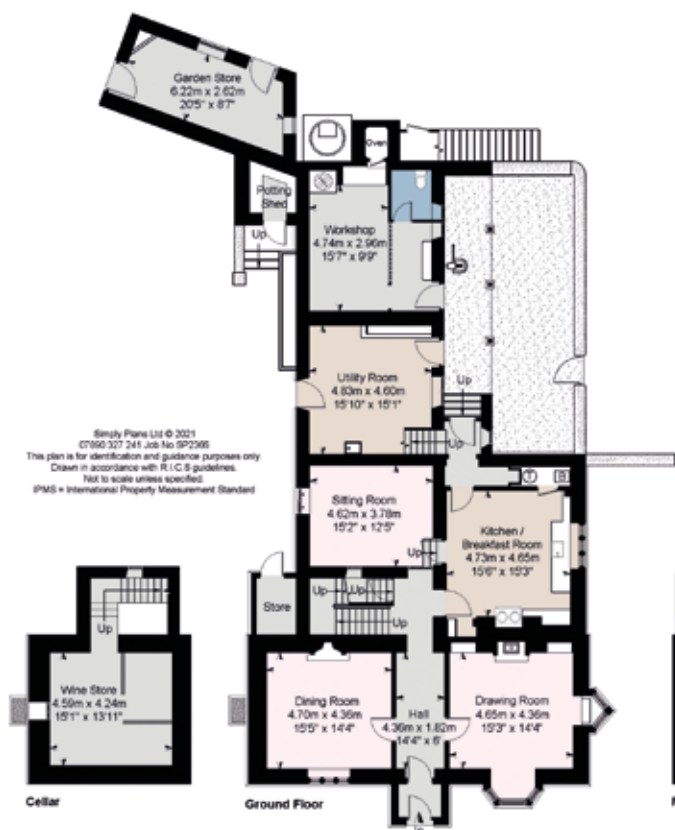 Garden Store
6.22m x 2.62m
20'5" x 8'7"
Oven
Potting
Shed
Up
Workshop
4.74m x 2.96m
15'7" x 9'9"
Utility Room
4.83m x 4.60m
15'10" x 15'1"
Up
Up
Simply Plans Ltd © 2021
07890 327 241 Job No SP2366
This plan is for identification and guidance purposes only.
Drawn in accordance with R.I.C.S guidelines.
Not to scale unless specified.
IPMS = International Property Measurement Standard
Sitting Room
4.62m x 3.78m
15'2" x 12'5"
Up
T
B
Kitchen /
Breakfast Room
4.73m x 4.65m
15'6" x 15'3"
Store
Up
Up
Up
Up
Wine Store
4.59m x 4.24m
15'1" x 13'11"
Dining Room
4.70m x 4.36m
15'5" x 14'4"
Hall
4.36m x 1.82m
14'4" x 6'
Drawing Room
4.65m x 4.36m
15'3" x 14'4"
Cellar
Ground Floor